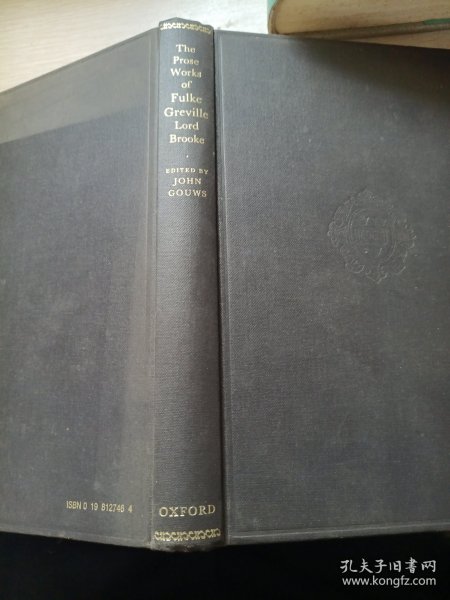 The
Prose
Works
of
Fulke
Greville
Lord
Brooke
EDITED BY
JOHN
GOUWS
OXFORD
ISBN 0 19 812746 4
孔夫子旧书网
www.kongfz.com